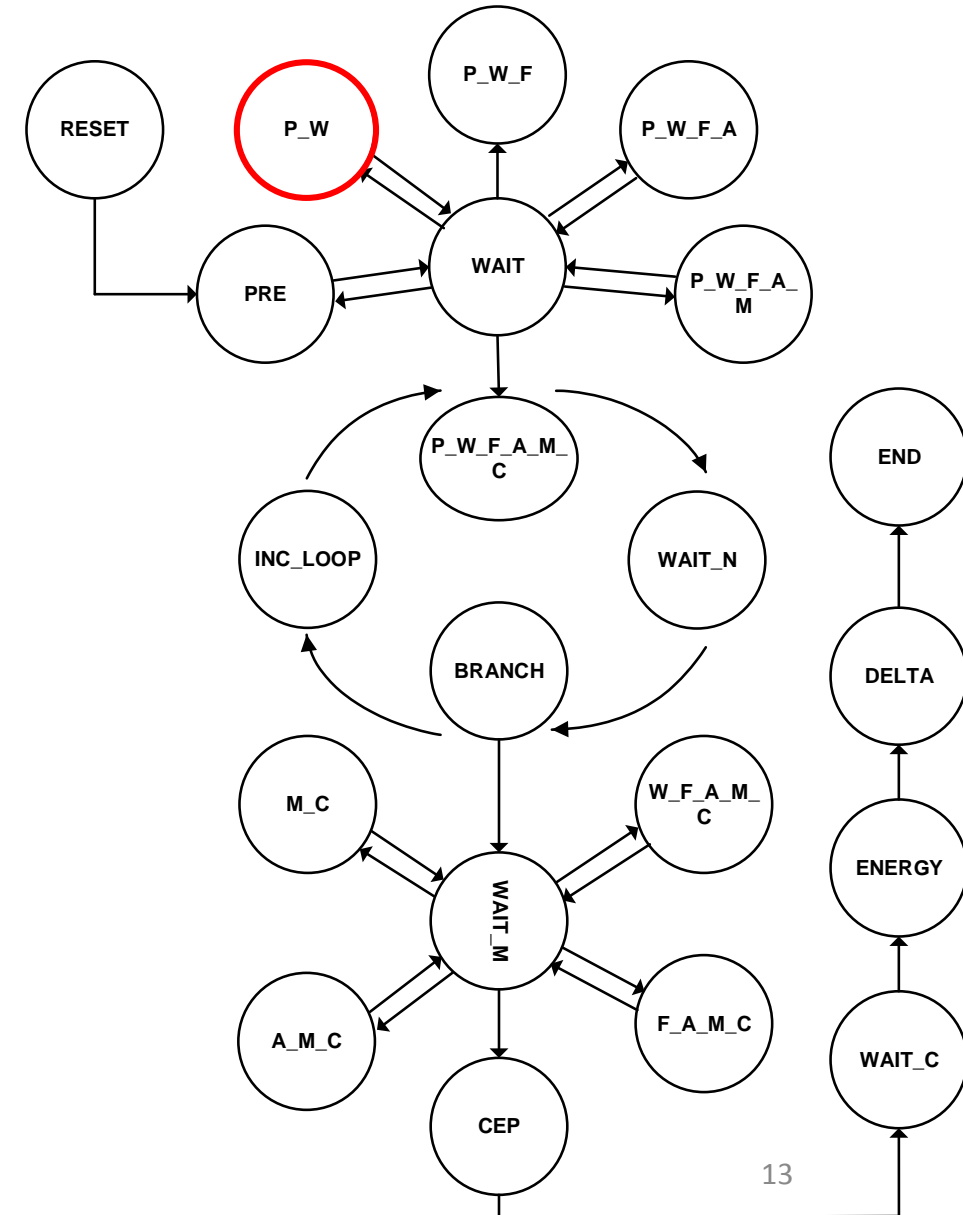 P_W_F
RESET
P_W
P_W_F_A
WAIT
PRE
P_W_F_A_
M
P_W_F_A_M_
C
END
INC_LOOP
WAIT_N
BRANCH
DELTA
M_C
W_F_A_M_
C
ENERGY
WAIT_M
A_M_C
F_A_M_C
WAIT_C
CEP
13